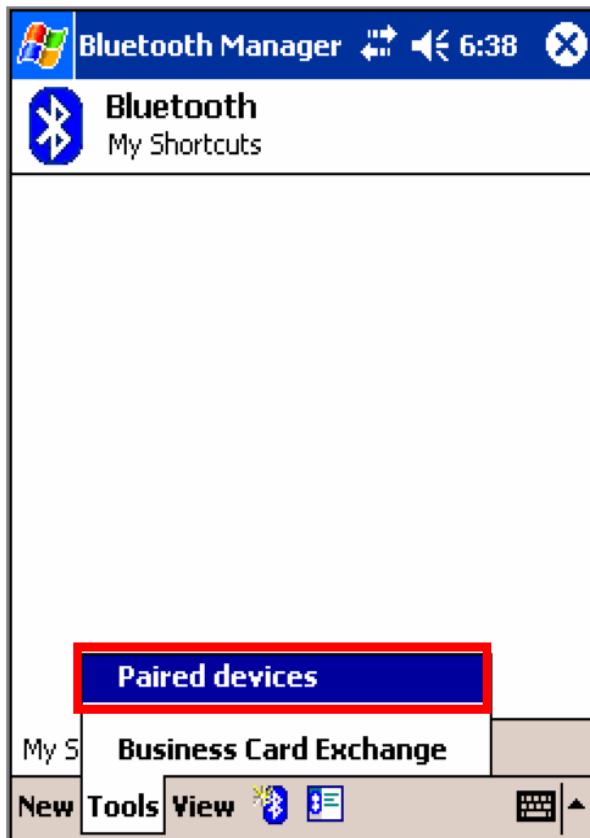 Bluetooth Manager 6:38
Bluetooth
My Shortcuts
Paired devices
My S
Business Card Exchange
New Tools View